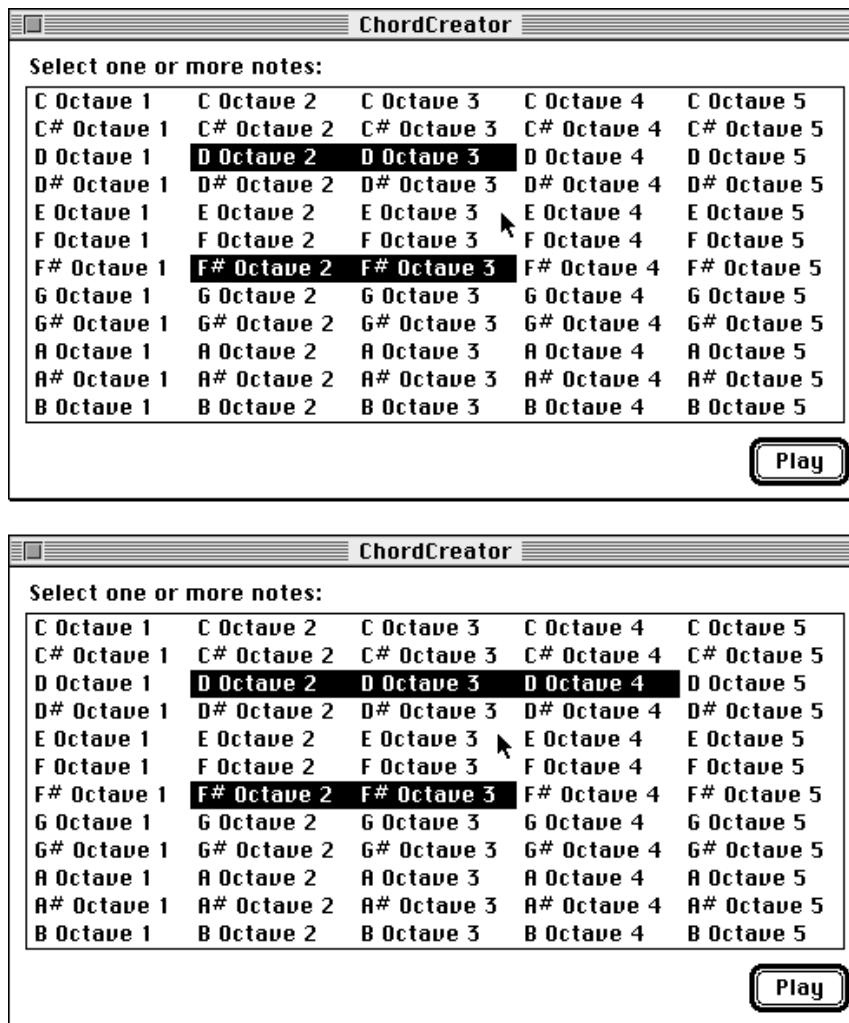 ChordCreator
Select one or more notes:
C Octave 1 C Octave 2 C Octave 3 C Octave 4 C Octave 5
C# Octave 1 C# Octave 2 C# Octave 3 C# Octave 4 C# Octave 5
D Octave 1 D Octave 2 D Octave 3 D Octave 4 D Octave 5
D# Octave 1 D# Octave 2 D# Octave 3 D# Octave 4 D# Octave 5
E Octave 1 E Octave 2 E Octave 3 E Octave 4 E Octave 5
F Octave 1 F Octave 2 F Octave 3 F Octave 4 F Octave 5
F# Octave 1 F# Octave 2 F# Octave 3 F# Octave 4 F# Octave 5
G Octave 1 G Octave 2 G Octave 3 G Octave 4 G Octave 5
G# Octave 1 G# Octave 2 G# Octave 3 G# Octave 4 G# Octave 5
A Octave 1 A Octave 2 A Octave 3 A Octave 4 A Octave 5
A# Octave 1 A# Octave 2 A# Octave 3 A# Octave 4 A# Octave 5
B Octave 1 B Octave 2 B Octave 3 B Octave 4 B Octave 5
Play
ChordCreator
Select one or more notes:
C Octave 1 C Octave 2 C Octave 3 C Octave 4 C Octave 5
C# Octave 1 C# Octave 2 C# Octave 3 C# Octave 4 C# Octave 5
D Octave 1 D Octave 2 D Octave 3 D Octave 4 D Octave 5
D# Octave 1 D# Octave 2 D# Octave 3 D# Octave 4 D# Octave 5
E Octave 1 E Octave 2 E Octave 3 E Octave 4 E Octave 5
F Octave 1 F Octave 2 F Octave 3 F Octave 4 F Octave 5
F# Octave 1 F# Octave 2 F# Octave 3 F# Octave 4 F# Octave 5
G Octave 1 G Octave 2 G Octave 3 G Octave 4 G Octave 5
G# Octave 1 G# Octave 2 G# Octave 3 G# Octave 4 G# Octave 5
A Octave 1 A Octave 2 A Octave 3 A Octave 4 A Octave 5
A# Octave 1 A# Octave 2 A# Octave 3 A# Octave 4 A# Octave 5
B Octave 1 B Octave 2 B Octave 3 B Octave 4 B Octave 5
Play